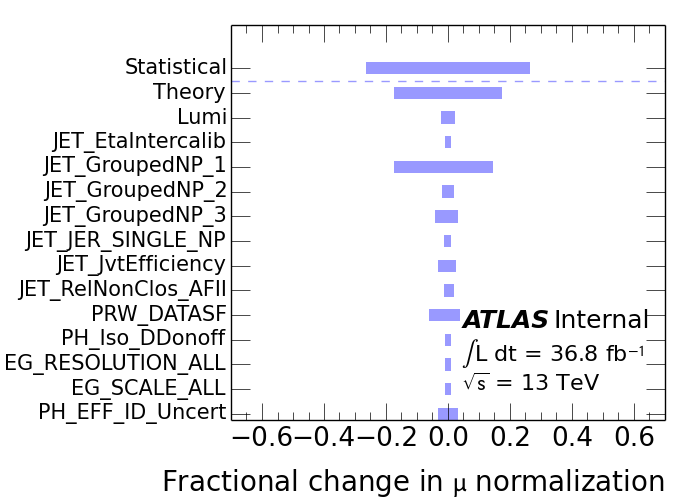 Statistical
Theory
Lumi
JET_EtaIntercalib
JET_GroupedNP_1
JET_GroupedNP_2
JET_GroupedNP_3
JET_JER_SINGLE_NP
JET_JvtEfficiency
JET_RelNonClos_AFII
PRW_DATASF
ATLAS Internal
PH_Iso_DDonoff
∫L dt = 36.8 fb⁻¹
EG_RESOLUTION_ALL
√s = 13 TeV
EG_SCALE_ALL
PH_EFF_ID_Uncert
−0.6 −0.4 −0.2 0.0 0.2 0.4 0.6
Fractional change in μ normalization